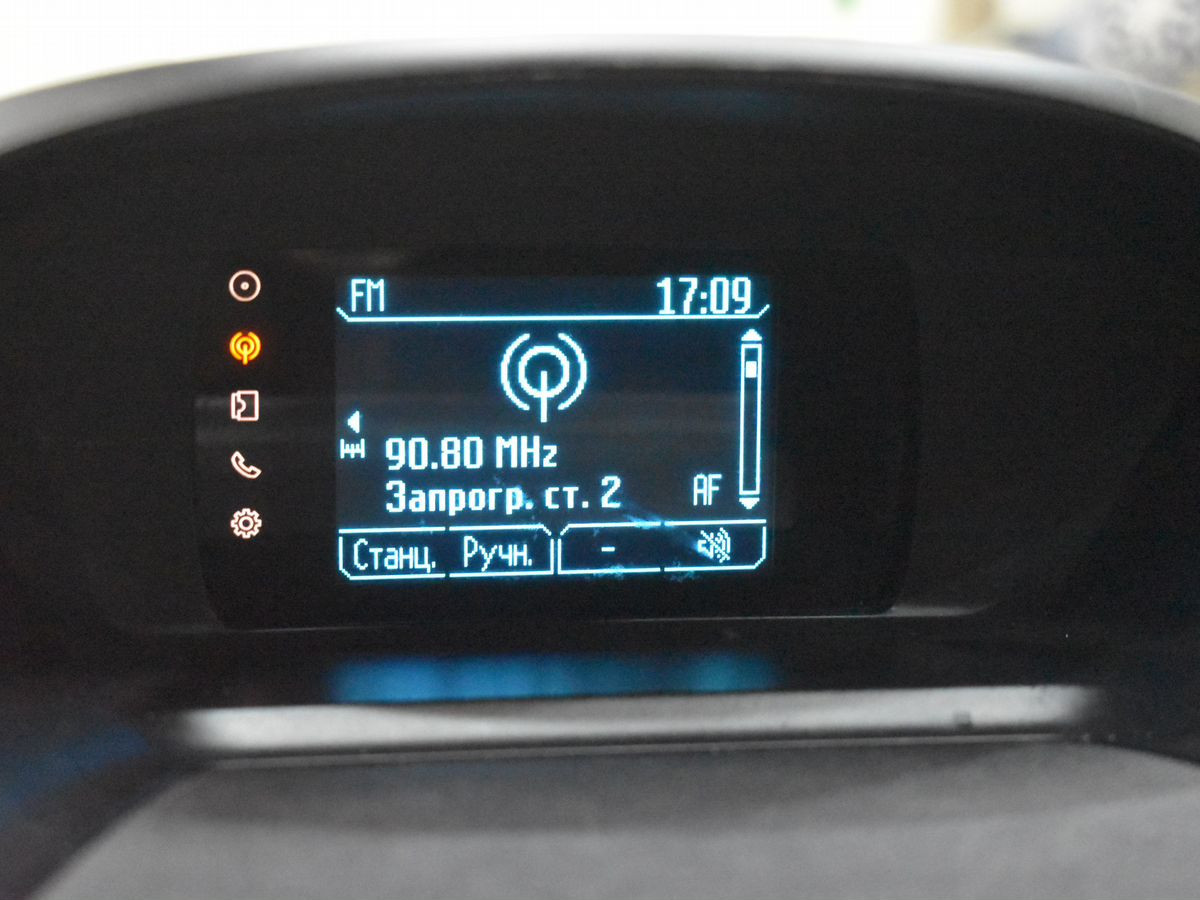 FM 17:09
90.80 MHz
Запрогр. ст. 2 AF
Станц. Ручн. -